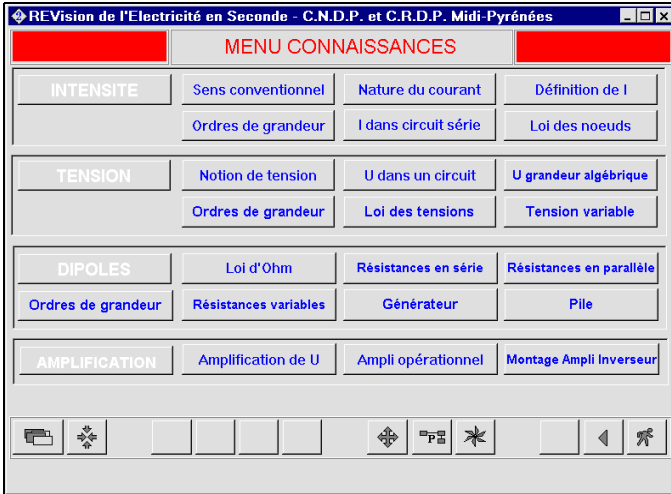 REVision de l'Electricité en Seconde - C.N.D.P. et C.R.D.P. Midi-Pyrénées
MENU CONNAISSANCES
INTENSITE Sens conventionnel Nature du courant Définition de I
Ordres de grandeur I dans circuit série Loi des noeuds
TENSION Notion de tension U dans un circuit U grandeur algébrique
Ordres de grandeur Loi des tensions Tension variable
DIPOLES Loi d'Ohm Résistances en série Résistances en parallèle
Ordres de grandeur Résistances variables Générateur Pile
AMPLIFICATION Amplification de U Ampli opérationnel Montage Ampli Inverseur
P